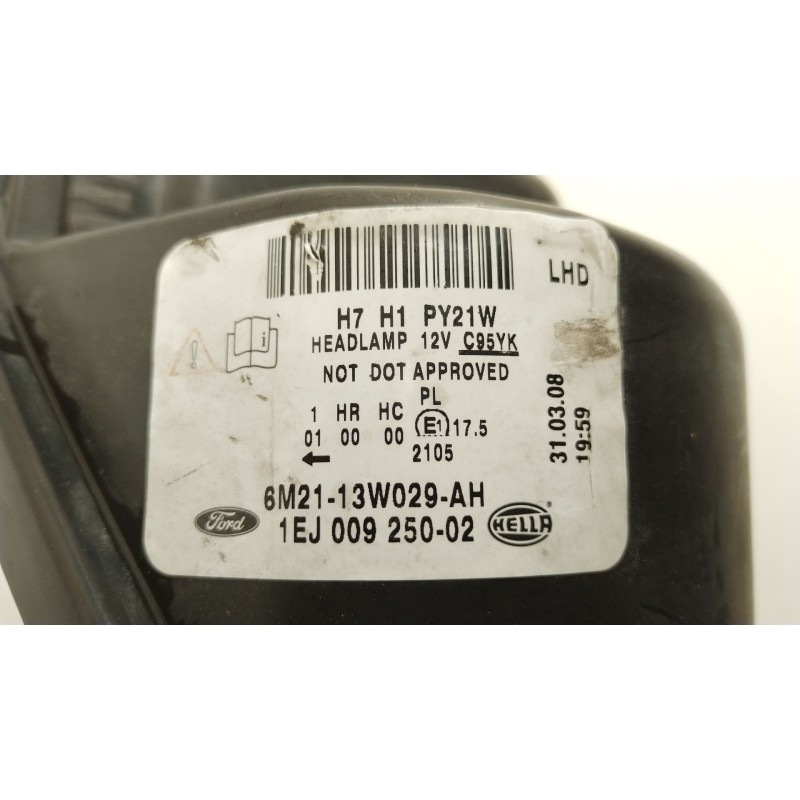 LHD
H7 H1 PY21W
HEADLAMP 12V C95YK
NOT DOT APPROVED
PL
1 HR HC E1 17.5
01 00 00
2105
31.03.08
19:59
6M21-13W029-AH
Ford 1EJ 009 250-02 HELLA
i